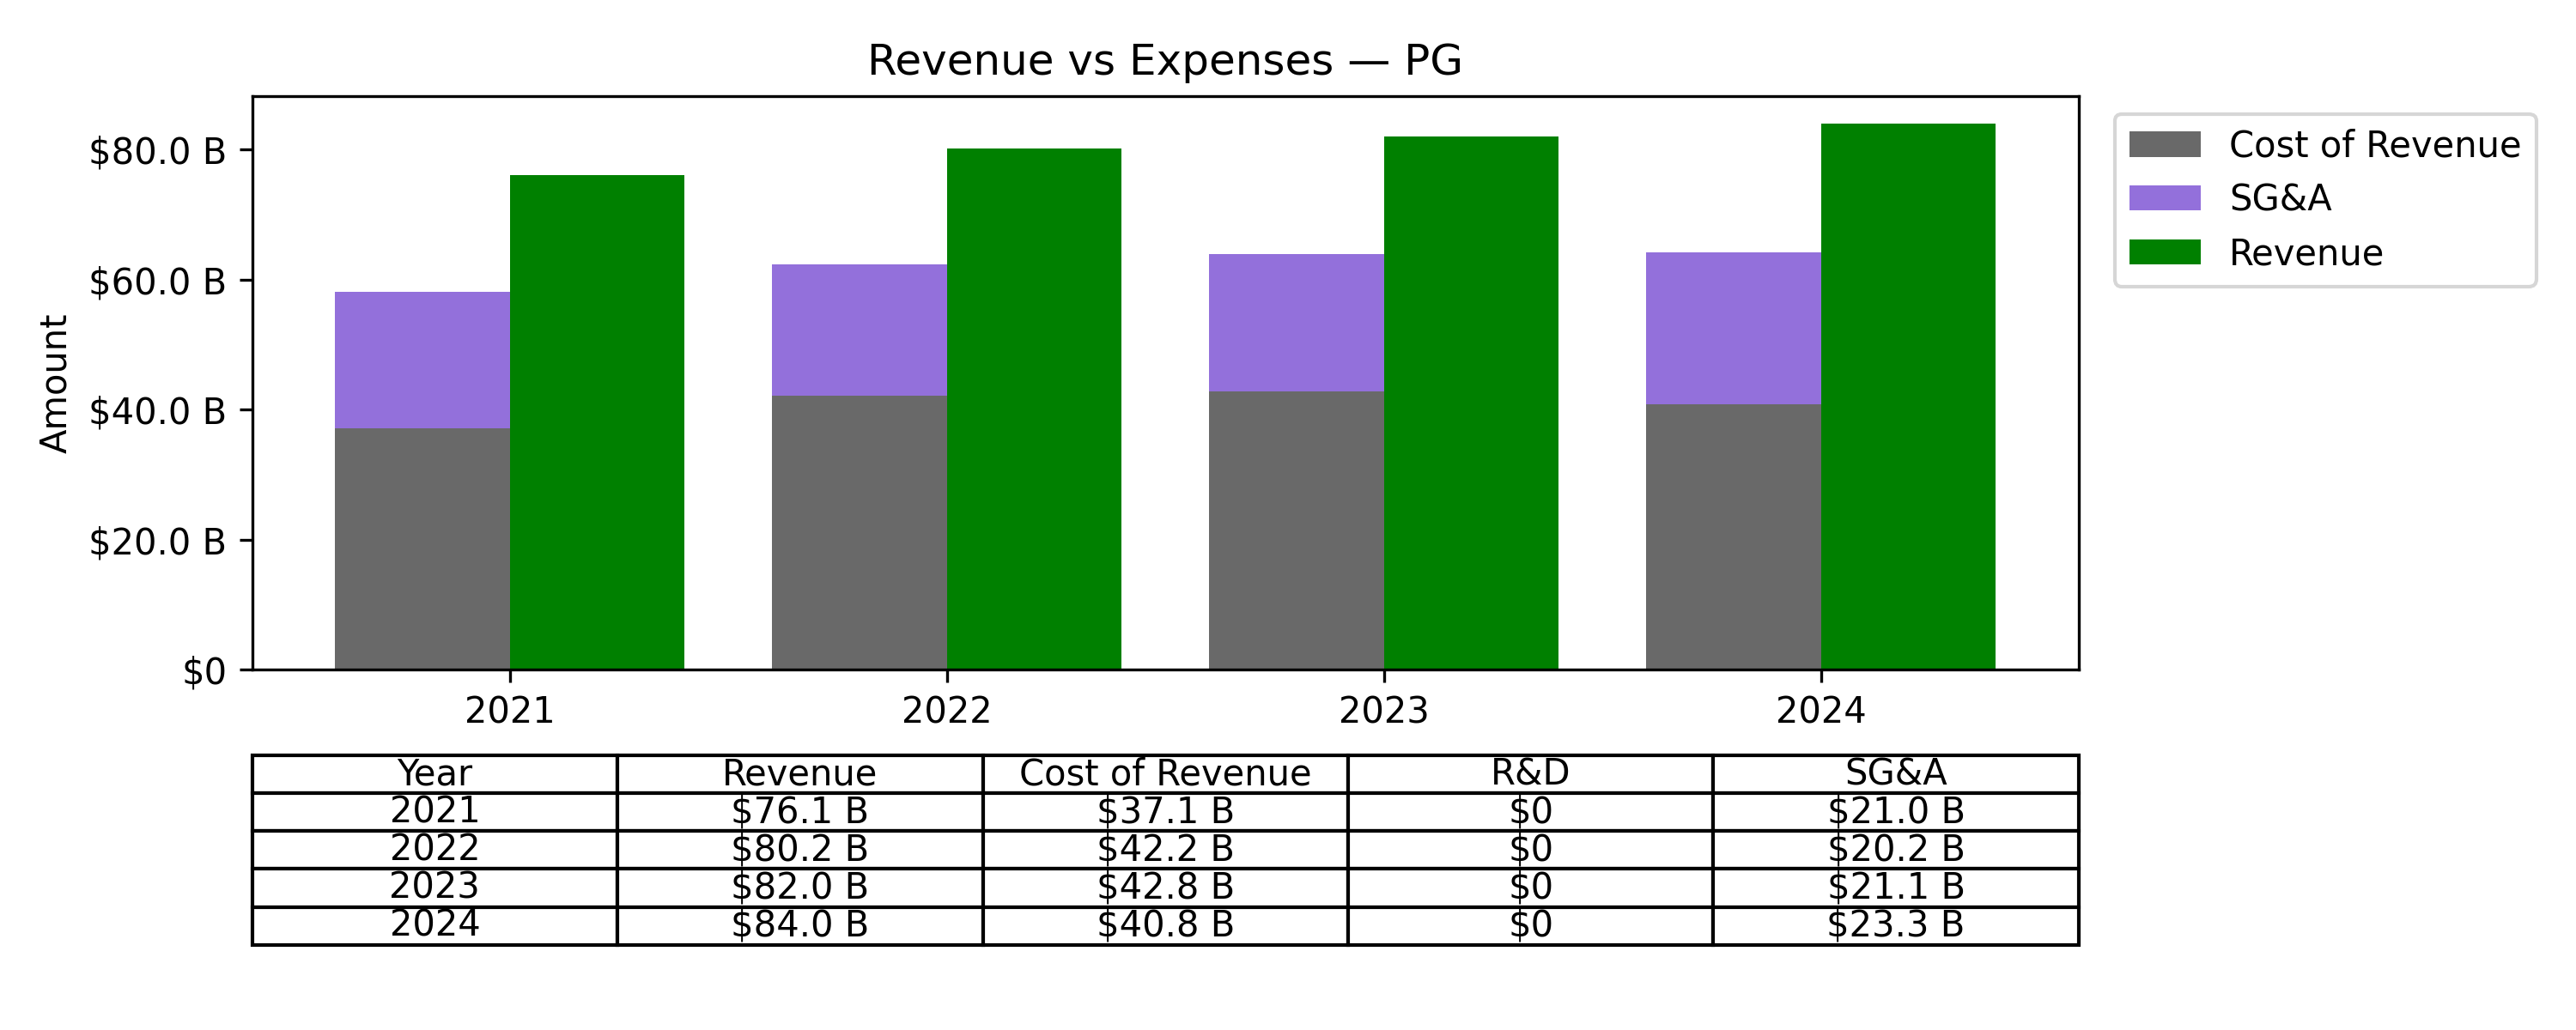 Revenue vs Expenses — PG
Amount
$80.0 B
$60.0 B
$40.0 B
$20.0 B
$0
2021 2022 2023 2024
Cost of Revenue
SG&A
Revenue
Year Revenue Cost of Revenue R&D SG&A
2021 $76.1 B $37.1 B $0 $21.0 B
2022 $80.2 B $42.2 B $0 $20.2 B
2023 $82.0 B $42.8 B $0 $21.1 B
2024 $84.0 B $40.8 B $0 $23.3 B